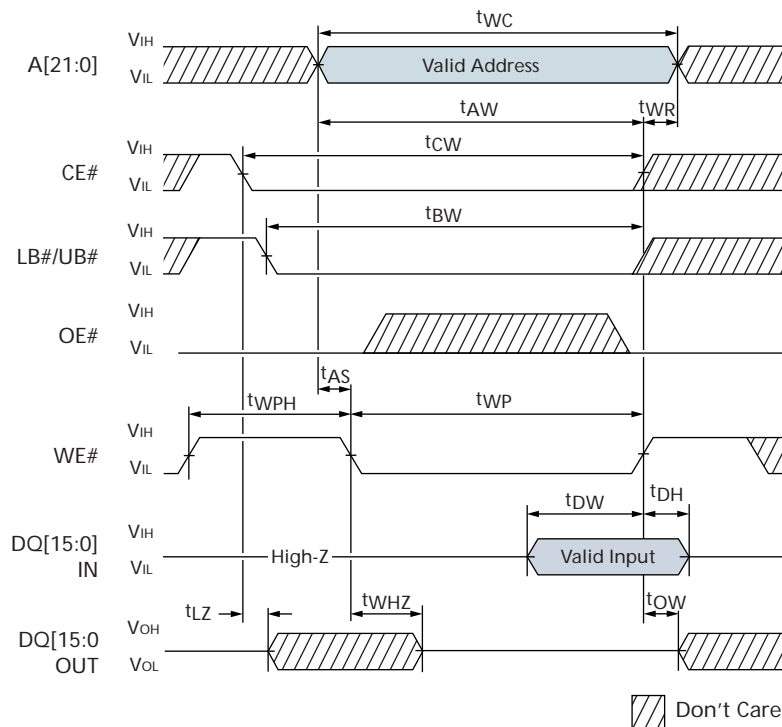 tWC
A[21:0]
VIH
VIL
Valid Address
tAW
tWR
CE#
VIH
VIL
tCW
LB#/UB#
VIH
VIL
tBW
OE#
VIH
VIL
tAS
tWPH
tWP
WE#
VIH
VIL
tDW
tDH
DQ[15:0]
IN
VIH
VIL
High-Z
Valid Input
tLZ
tWHZ
tOW
DQ[15:0
OUT
VOH
VOL
Don't Care